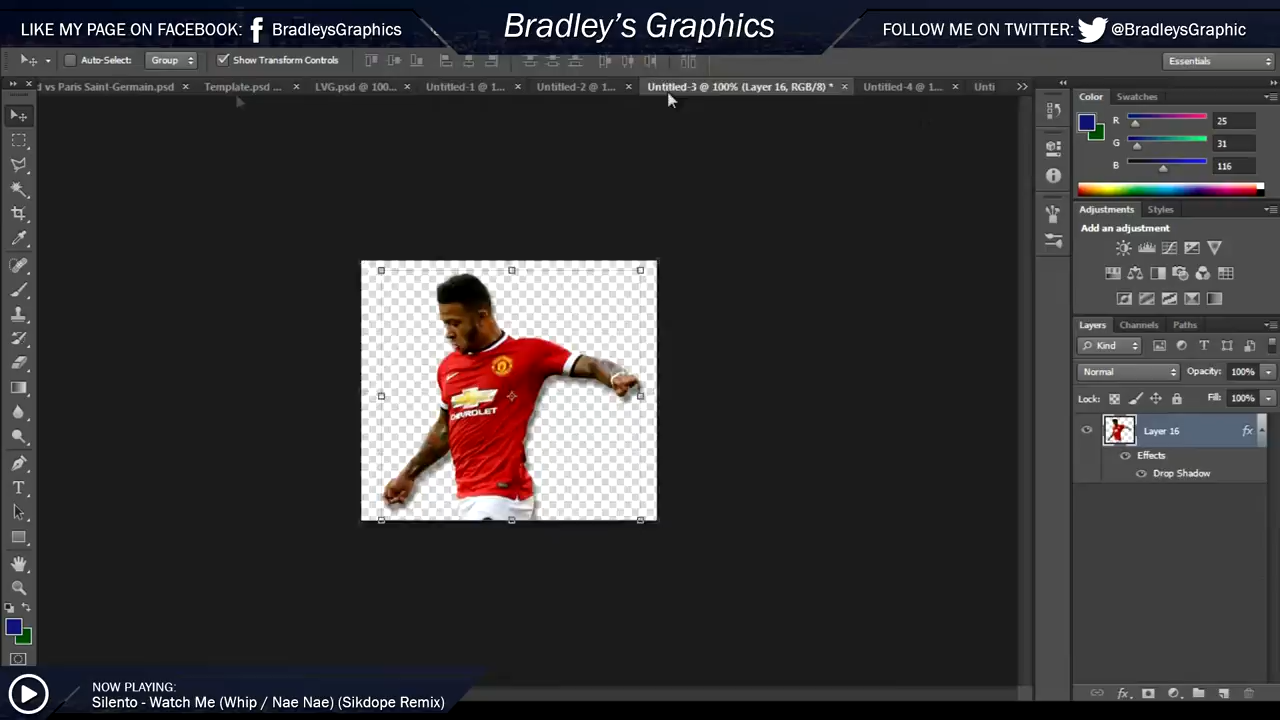 LIKE MY PAGE ON FACEBOOK: f BradleysGraphics
Bradley's Graphics
FOLLOW ME ON TWITTER: @BradleysGraphic
Auto-Select: Group Show Transform Controls Essentials
l vs Paris Saint-Germain.psd × Template.psd ... × LVG.psd @ 100... × Untitled-1 @ 1... × Untitled-2 @ 1... × Untitled-3 @ 100% (Layer 16, RGB/8) * × Untitled-4 @ 1... × Unti
Color Swatches
R 25
G 31
B 116
Adjustments Styles
Add an adjustment
Layers Channels Paths
Kind
Normal Opacity: 100%
Lock: Fill: 100%
Layer 16 fx
Effects
Drop Shadow
CHEVROLET
NOW PLAYING:
Silento - Watch Me (Whip / Nae Nae) (Sikdope Remix)